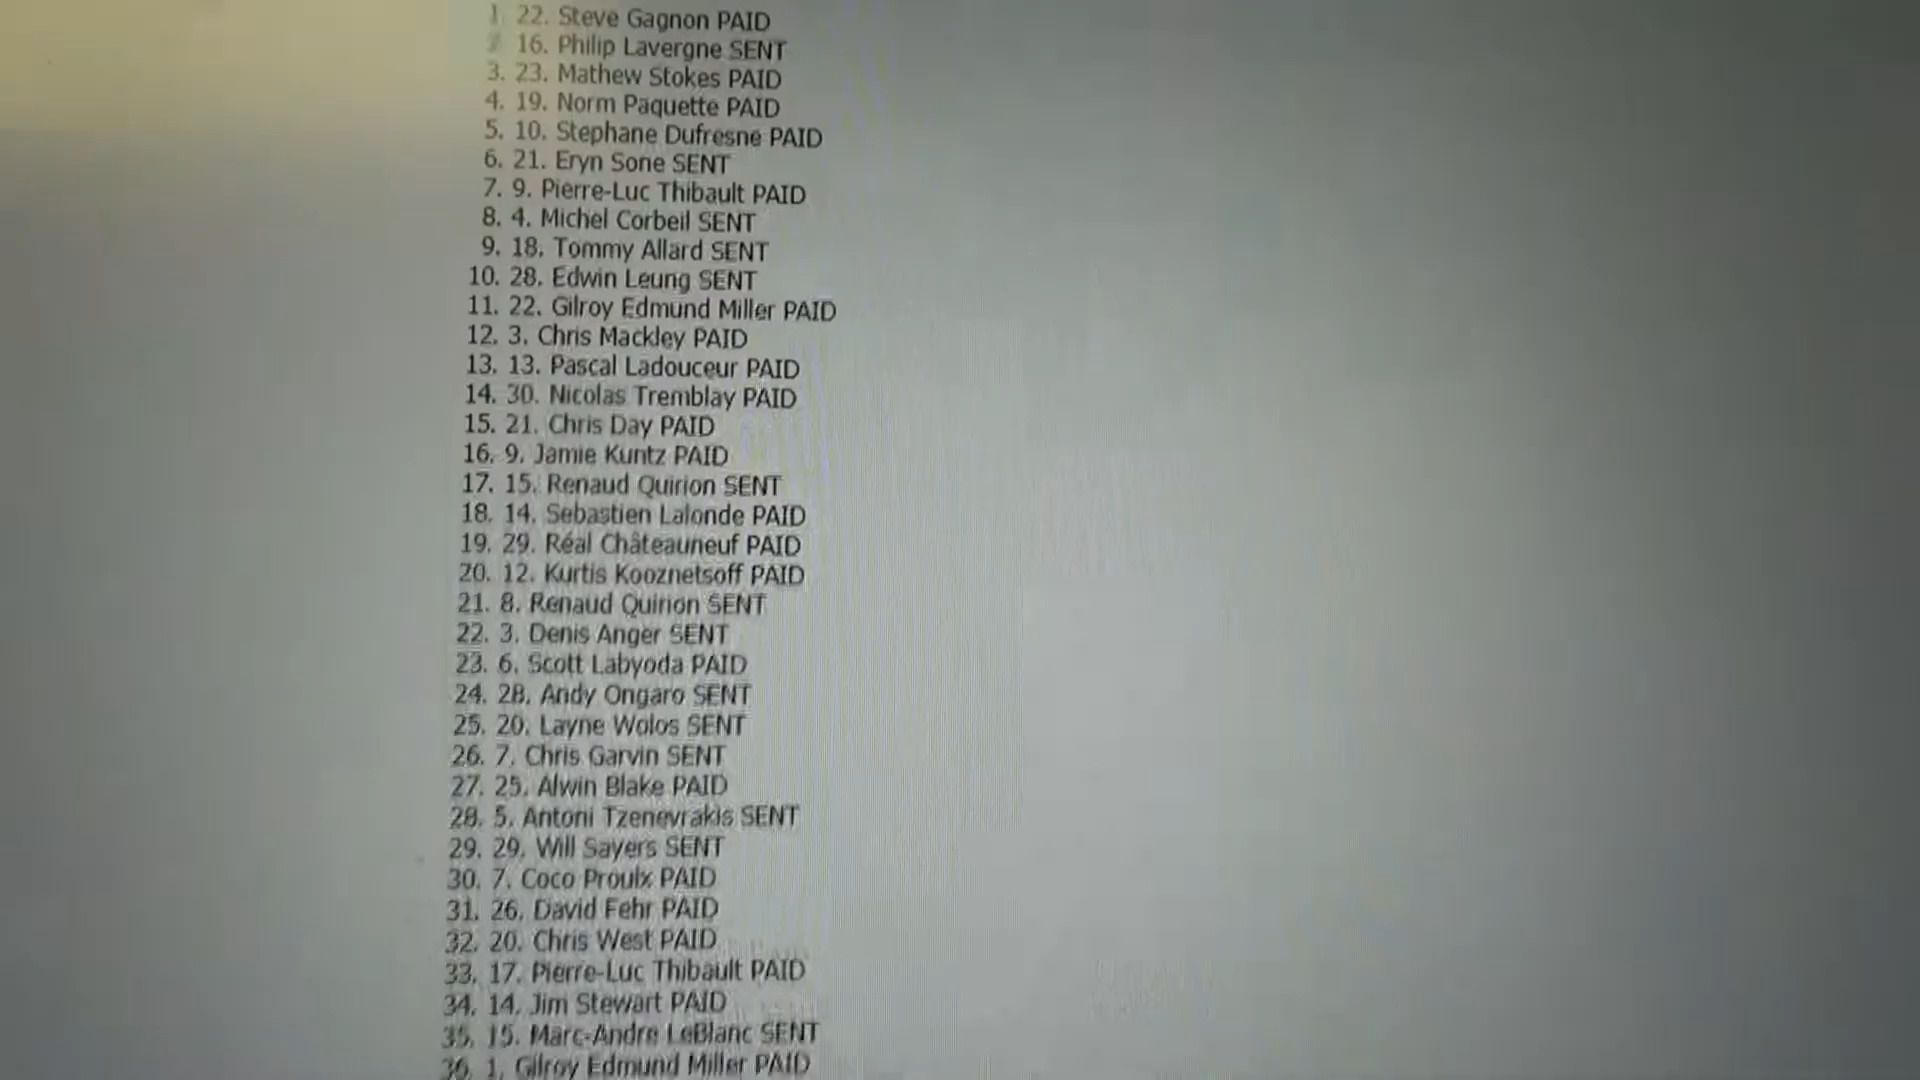 1. 22. Steve Gagnon PAID
16. Philip Lavergne SENT
3. 23. Mathew Stokes PAID
4. 19. Norm Paquette PAID
5. 10. Stephane Dufresne PAID
6. 21. Eryn Sone SENT
7. 9. Pierre-Luc Thibault PAID
8. 4. Michel Corbeil SENT
9. 18. Tommy Allard SENT
10. 28. Edwin Leung SENT
11. 22. Gilroy Edmund Miller PAID
12. 3. Chris Mackley PAID
13. 13. Pascal Ladouceur PAID
14. 30. Nicolas Tremblay PAID
15. 21. Chris Day PAID
16. 9. Jamie Kuntz PAID
17. 15. Renaud Quirion SENT
18. 14. Sebastien Lalonde PAID
19. 29. Réal Châteauneuf PAID
20. 12. Kurtis Kooznetsoff PAID
21. 8. Renaud Quirion SENT
22. 3. Denis Anger SENT
23. 6. Scott Labyoda PAID
24. 28. Andy Ongaro SENT
25. 20. Layne Wolos SENT
26. 7. Chris Garvin SENT
27. 25. Alwin Blake PAID
28. 5. Antoni Tzenevrakis SENT
29. 29. Will Sayers SENT
30. 7. Coco Proulx PAID
31. 26. David Fehr PAID
32. 20. Chris West PAID
33. 17. Pierre-Luc Thibault PAID
34. 14. Jim Stewart PAID
35. 15. Marc-Andre LeBlanc SENT
36. 1. Gilroy Edmund Miller PAID